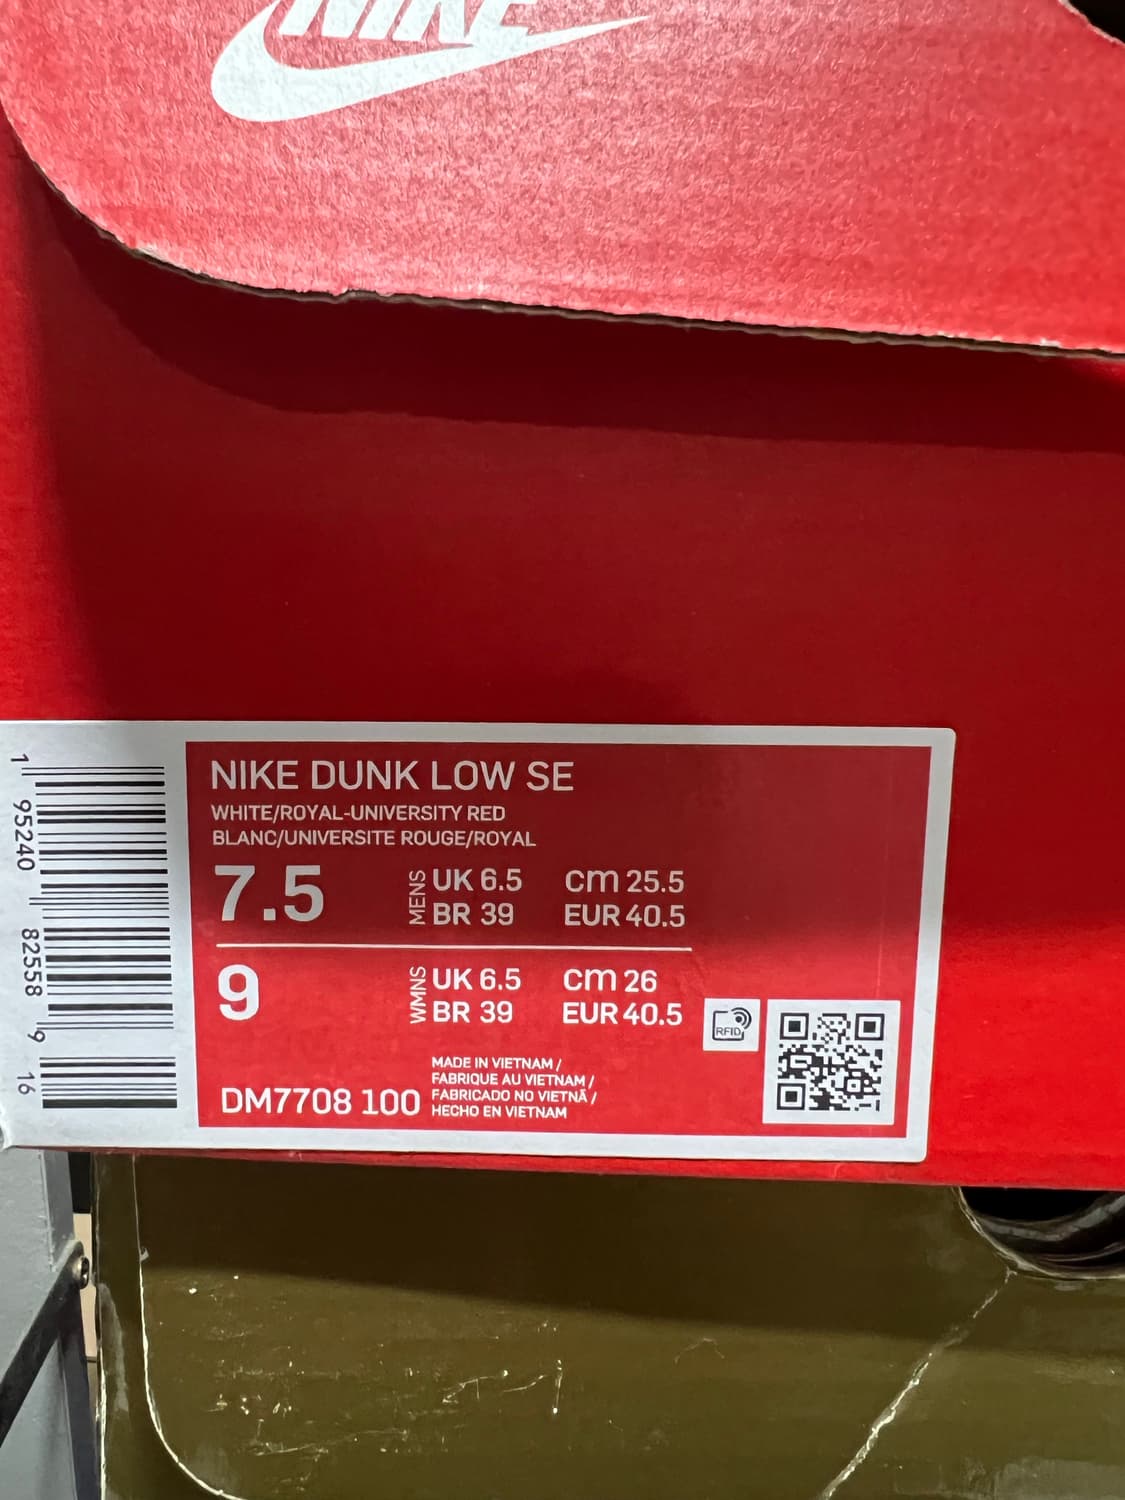 NIKE
NIKE DUNK LOW SE
WHITE/ROYAL-UNIVERSITY RED
BLANC/UNIVERSITE ROUGE/ROYAL
7.5 MENS UK 6.5 cm 25.5
BR 39 EUR 40.5
9 WMNS UK 6.5 cm 26
BR 39 EUR 40.5
RFID
MADE IN VIETNAM /
FABRIQUE AU VIETNAM /
FABRICADO NO VIETNÃ /
HECHO EN VIETNAM
DM7708 100
1 95240 82558 9 16